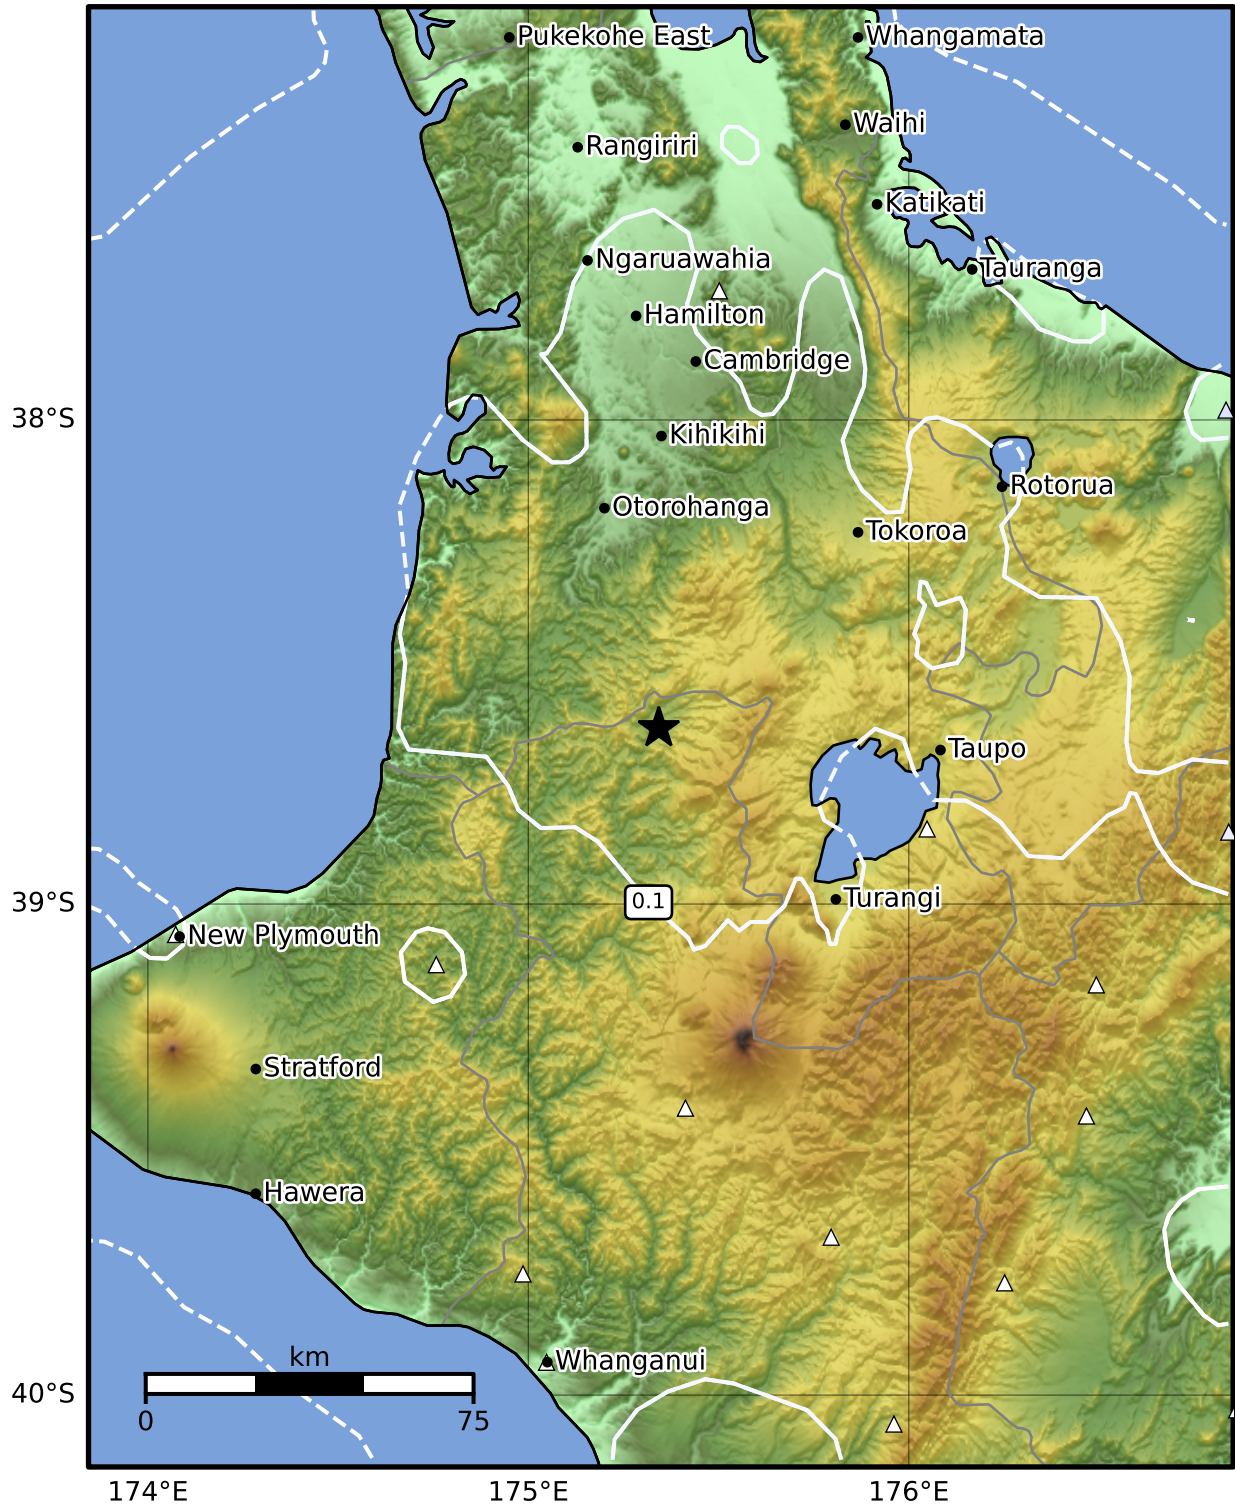 Pukekohe East
Whangamata
Waihi
Rangiriri
Katikati
Ngaruawahia
Tauranga
Hamilton
Cambridge
38°S
Kihikihi
Rotorua
Otorohanga
Tokoroa
Taupo
39°S
0.1
Turangi
New Plymouth
Stratford
Hawera
km
Whanganui
40°S
0
75
174°E
175°E
176°E